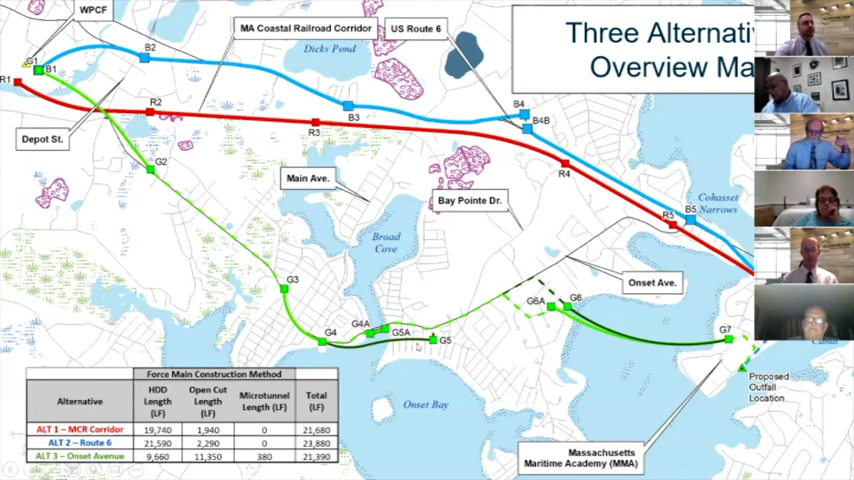 WPCF
MA Coastal Railroad Corridor
US Route 6
Three Alternati
Overview Ma
G1
B1
R1
B2
Dicks Pond
R2
B3
R3
B4
B4B
Depot St.
G2
Main Ave.
Bay Pointe Dr.
R4
Cohasset
Narrows
B5
R5
Broad
Cove
Onset Ave.
G3
G6A
G6
G4A
G5A
G4
G5
G7
Canal
Proposed
Outfall
Location
Onset Bay
Massachusetts
Maritime Academy (MMA)
Force Main Construction Method
Alternative HDD Length (LF) Open Cut Length (LF) Microtunnel Length (LF) Total (LF)
ALT 1 – MCR Corridor 19,740 1,940 0 21,680
ALT 2 – Route 6 21,590 2,290 0 23,880
ALT 3 – Onset Avenue 9,660 11,350 380 21,390